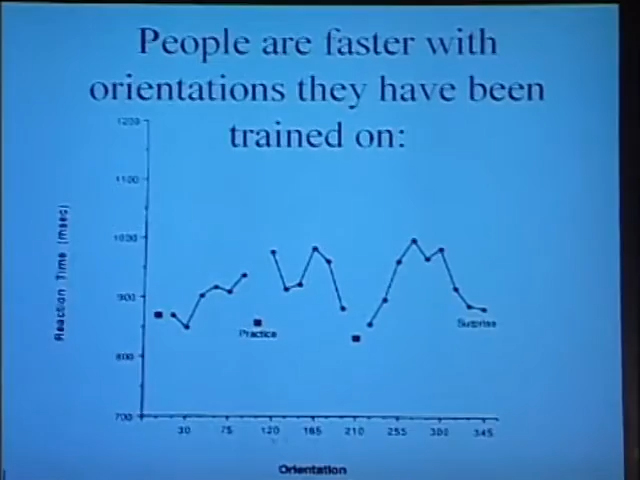 People are faster with
orientations they have been
trained on:
1200
1100
1000
900
800
700
Reaction Time (msec)
Practice
Surprise
30 75 120 165 210 255 300 345
Orientation